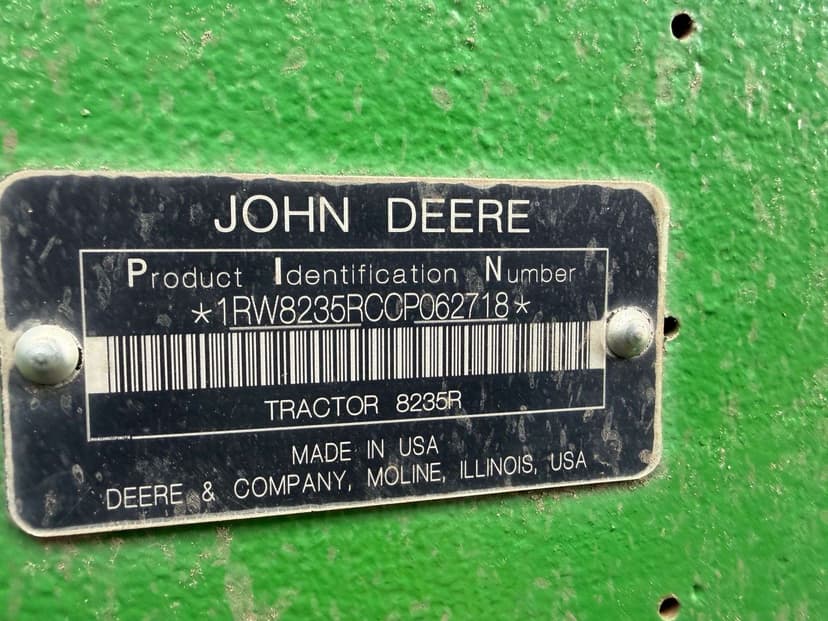 JOHN DEERE
Product Identification Number
*1RW8235RCCP062718*
TRACTOR 8235R
MADE IN USA
DEERE & COMPANY, MOLINE, ILLINOIS, USA